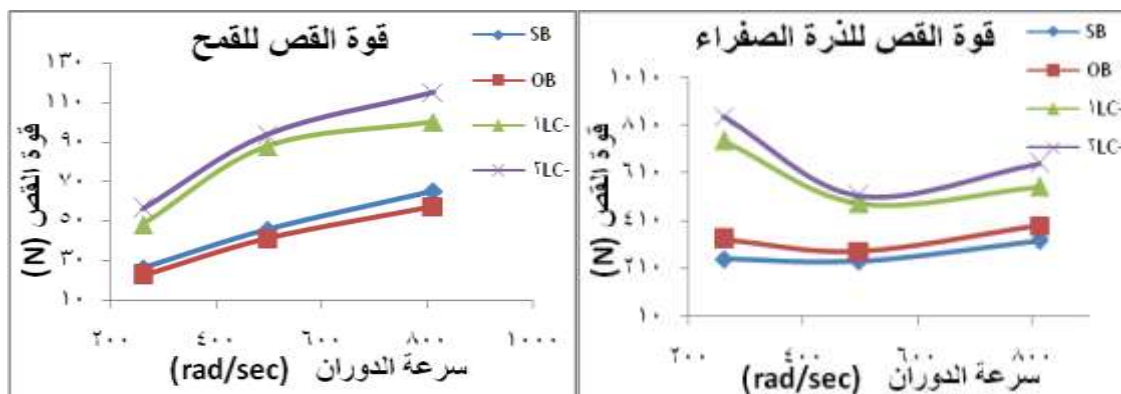 قوة القص للقمح
SB
OB
١LC-
٢LC-
١٣٠
١١٠
٩٠
٧٠
٥٠
٣٠
١٠
قوة القص (N)
٢٠٠ ٤٠٠ ٦٠٠ ٨٠٠ ١٠٠٠
سرعة الدوران (rad/sec)
قوة القص للذرة الصفراء
SB
OB
١LC-
٢LC-
١٠١٠
٨١٠
٦١٠
٤١٠
٢١٠
١٠
قوة القص (N)
٢٠٠ ٤٠٠ ٦٠٠ ٨٠٠
سرعة الدوران (rad/sec)